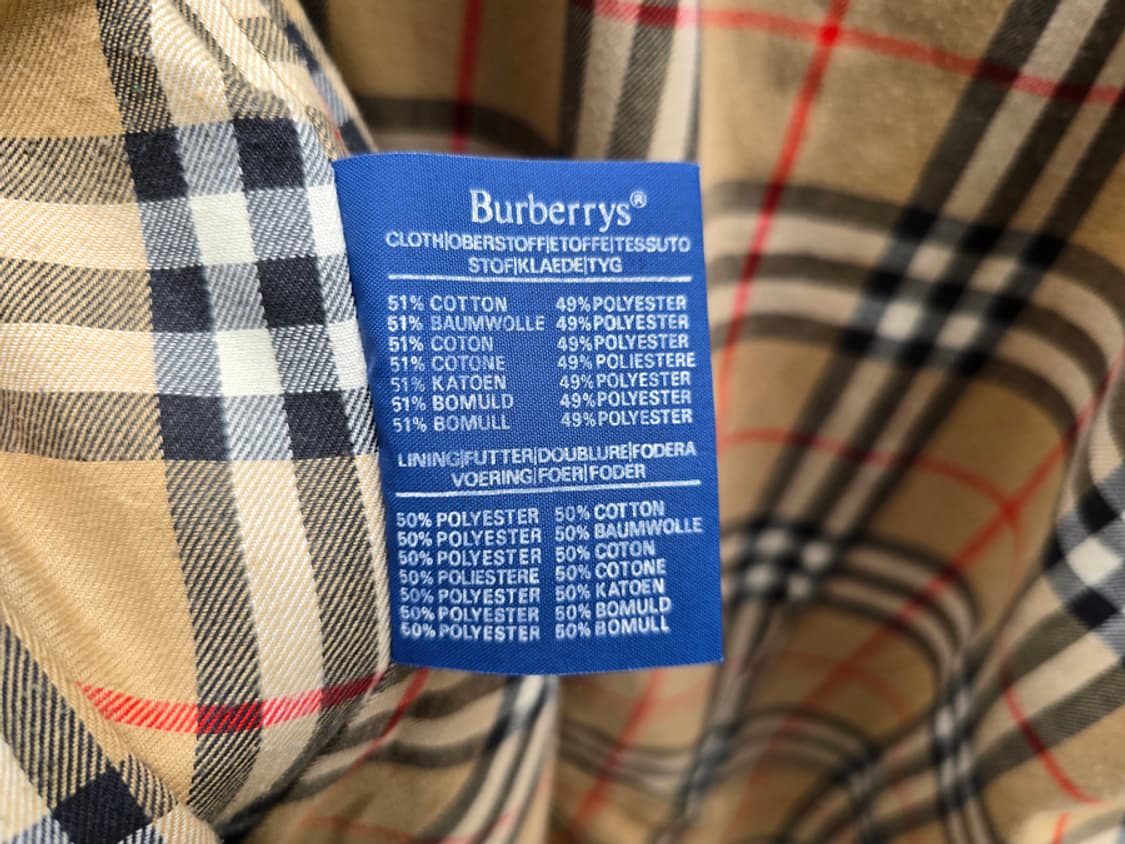 Burberrys®
CLOTH|OBERSTOFF|ETOFFE|TESSUTO
STOF|KLAEDE|TYG
51% COTTON 49% POLYESTER
51% BAUMWOLLE 49% POLYESTER
51% COTON 49% POLYESTER
51% COTONE 49% POLIESTERE
51% KATOEN 49% POLYESTER
51% BOMULD 49% POLYESTER
51% BOMULL 49% POLYESTER
LINING|FUTTER|DOUBLURE|FODERA
VOERING|FOER|FODER
50% POLYESTER 50% COTTON
50% POLYESTER 50% BAUMWOLLE
50% POLYESTER 50% COTON
50% POLIESTERE 50% COTONE
50% POLYESTER 50% KATOEN
50% POLYESTER 50% BOMULD
50% POLYESTER 50% BOMULL